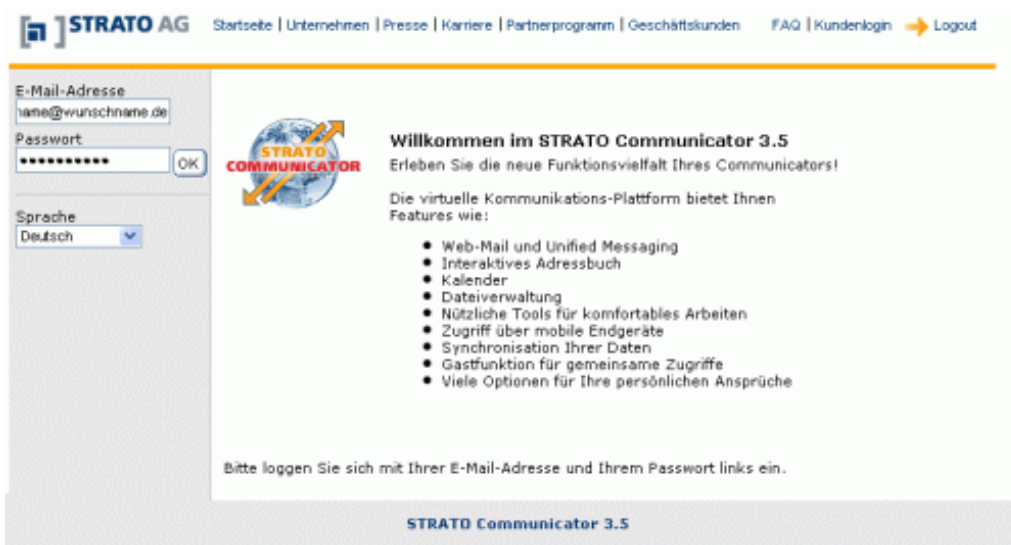 STRATO AG
Startseite | Unternehmen | Presse | Karriere | Partnerprogramm | Geschäftskunden FAQ | Kundenlogin Logout
E-Mail-Adresse
name@wunschname.de
Passwort
•••••••••• OK
Sprache
Deutsch
STRATO
COMMUNICATOR
Willkommen im STRATO Communicator 3.5
Erleben Sie die neue Funktionsvielfalt Ihres Communicators!
Die virtuelle Kommunikations-Plattform bietet Ihnen
Features wie:
• Web-Mail und Unified Messaging
• Interaktives Adressbuch
• Kalender
• Dateiverwaltung
• Nützliche Tools für komfortables Arbeiten
• Zugriff über mobile Endgeräte
• Synchronisation Ihrer Daten
• Gastfunktion für gemeinsame Zugriffe
• Viele Optionen für Ihre persönlichen Ansprüche
Bitte loggen Sie sich mit Ihrer E-Mail-Adresse und Ihrem Passwort links ein.
STRATO Communicator 3.5